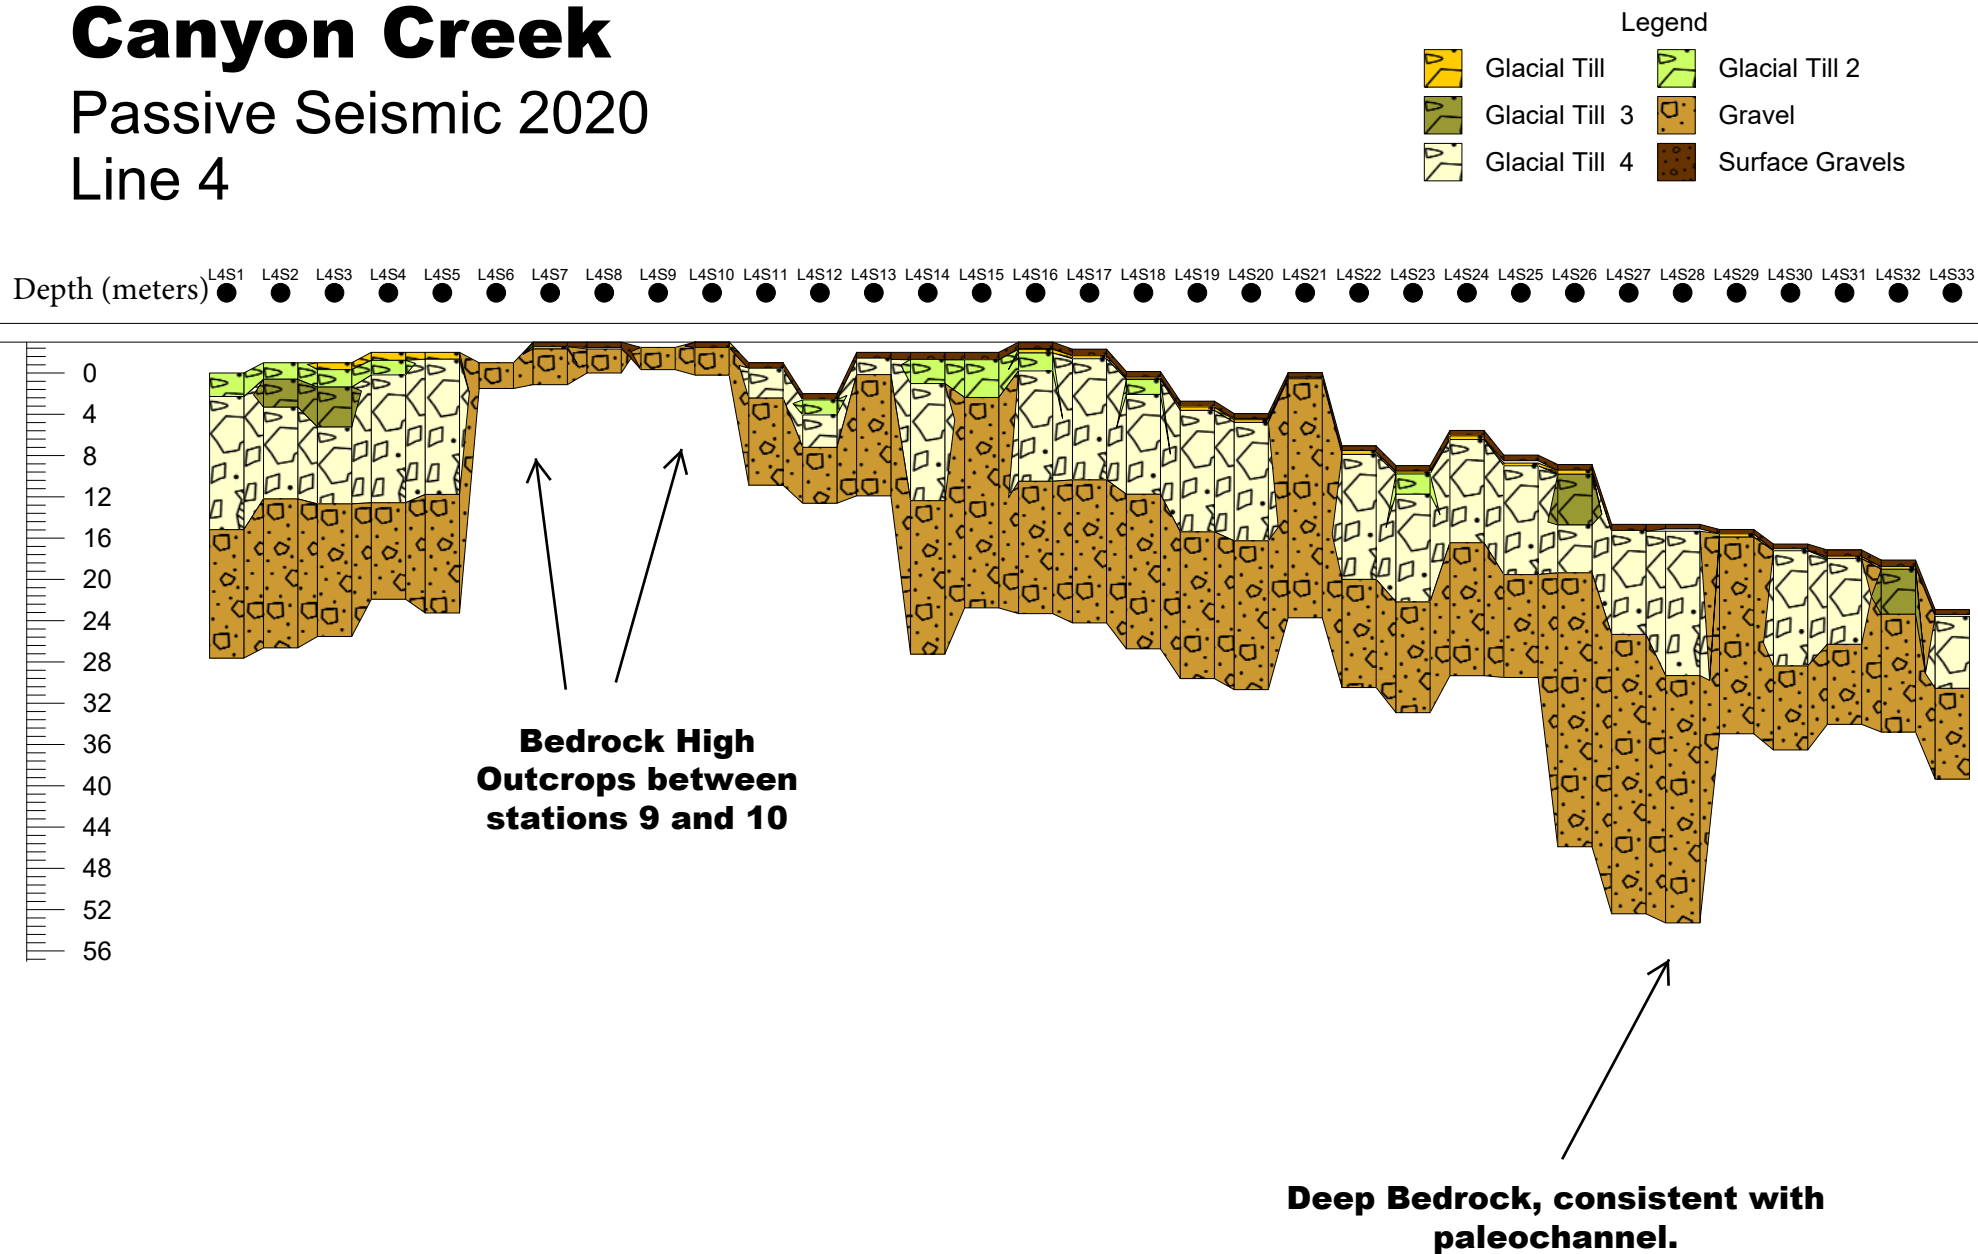 Canyon Creek
Passive Seismic 2020
Line 4
Legend
Glacial Till Glacial Till 2
Glacial Till 3 Gravel
Glacial Till 4 Surface Gravels
Depth (meters) L4S1 L4S2 L4S3 L4S4 L4S5 L4S6 L4S7 L4S8 L4S9 L4S10 L4S11 L4S12 L4S13 L4S14 L4S15 L4S16 L4S17 L4S18 L4S19 L4S20 L4S21 L4S22 L4S23 L4S24 L4S25 L4S26 L4S27 L4S28 L4S29 L4S30 L4S31 L4S32 L4S33
0
4
8
12
16
20
24
28
32
36
40
44
48
52
56
Bedrock High
Outcrops between
stations 9 and 10
Deep Bedrock, consistent with
paleochannel.